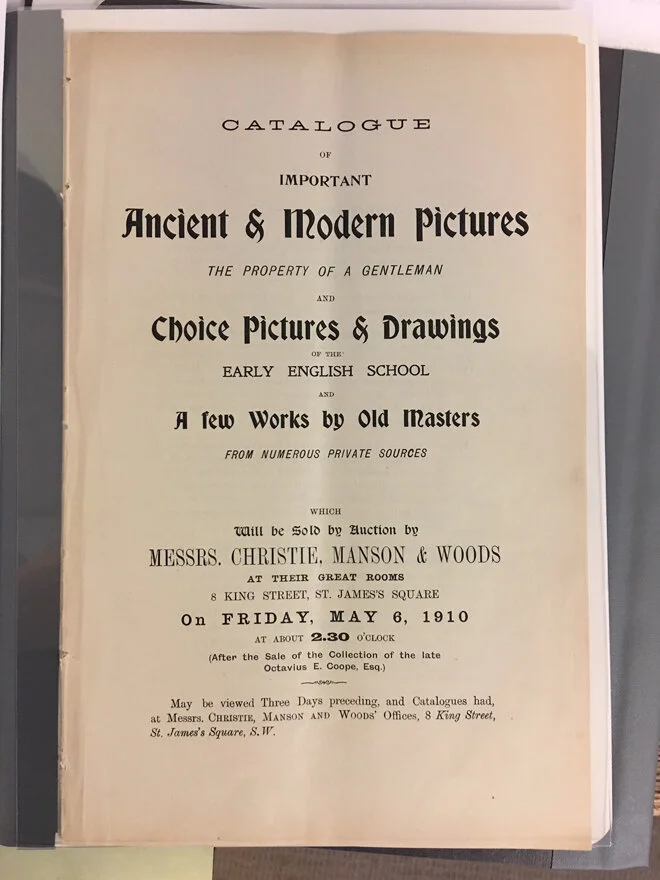 CATALOGUE
OF
IMPORTANT
Ancient & Modern Pictures
THE PROPERTY OF A GENTLEMAN
AND
Choice Pictures & Drawings
OF THE
EARLY ENGLISH SCHOOL
AND
A few Works by Old Masters
FROM NUMEROUS PRIVATE SOURCES
WHICH
Will be Sold by Auction by
MESSRS. CHRISTIE, MANSON & WOODS
AT THEIR GREAT ROOMS
8 KING STREET, ST. JAMES'S SQUARE
On FRIDAY, MAY 6, 1910
AT ABOUT 2.30 O'CLOCK
(After the Sale of the Collection of the late
Octavius E. Coope, Esq.)
May be viewed Three Days preceding, and Catalogues had,
at Messrs. CHRISTIE, MANSON AND WOODS' Offices, 8 King Street,
St. James's Square, S.W.